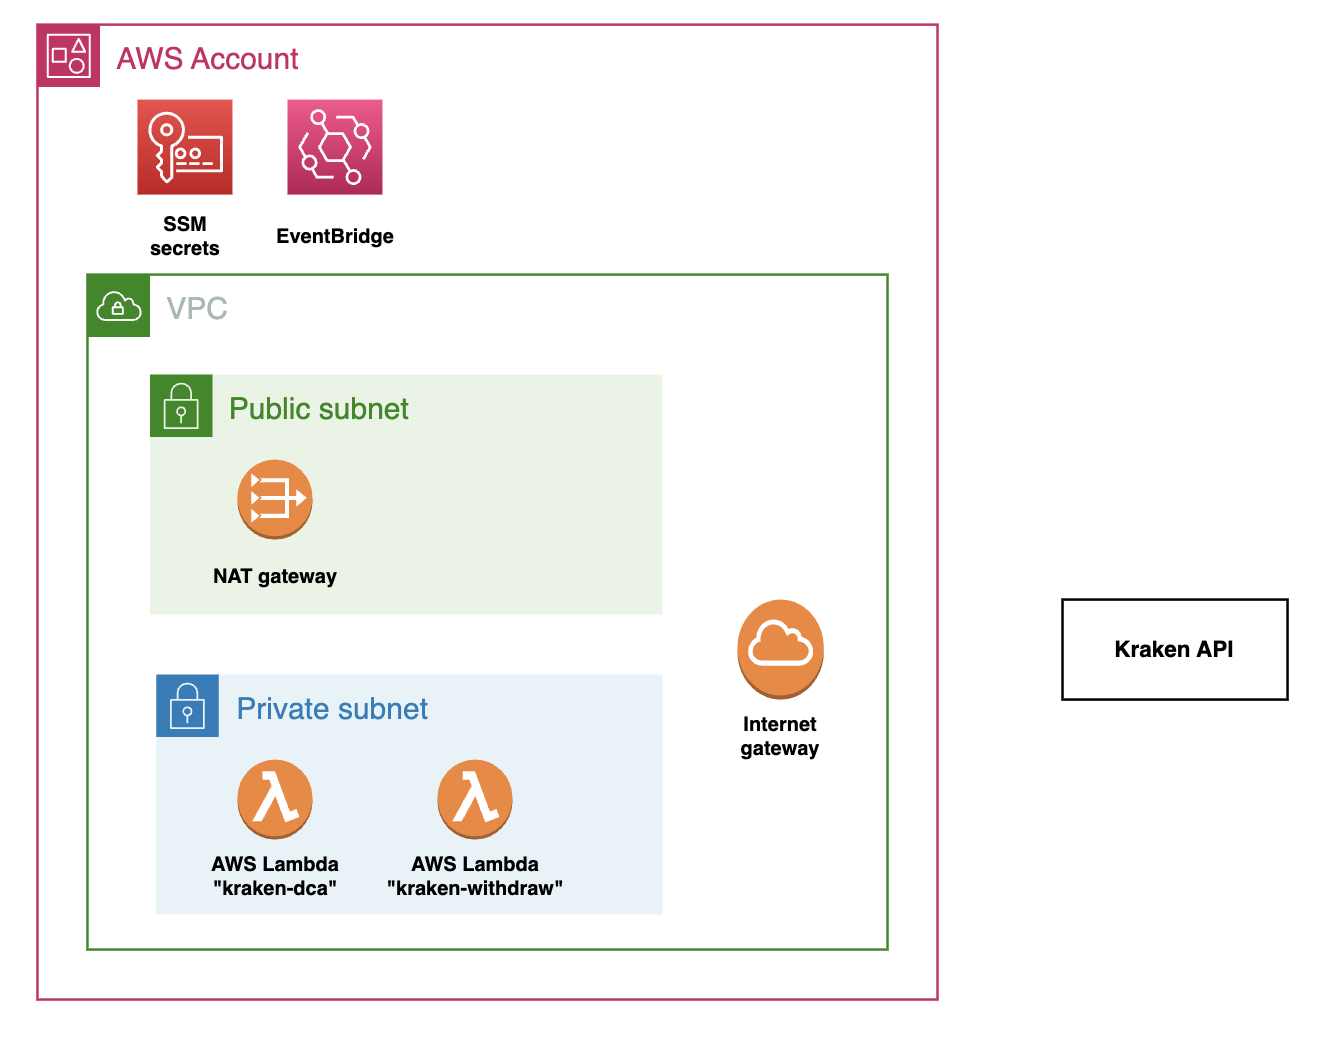 AWS Account
SSM
secrets
EventBridge
VPC
Public subnet
NAT gateway
Kraken API
Private subnet
Internet
gateway
AWS Lambda
"kraken-dca"
AWS Lambda
"kraken-withdraw"